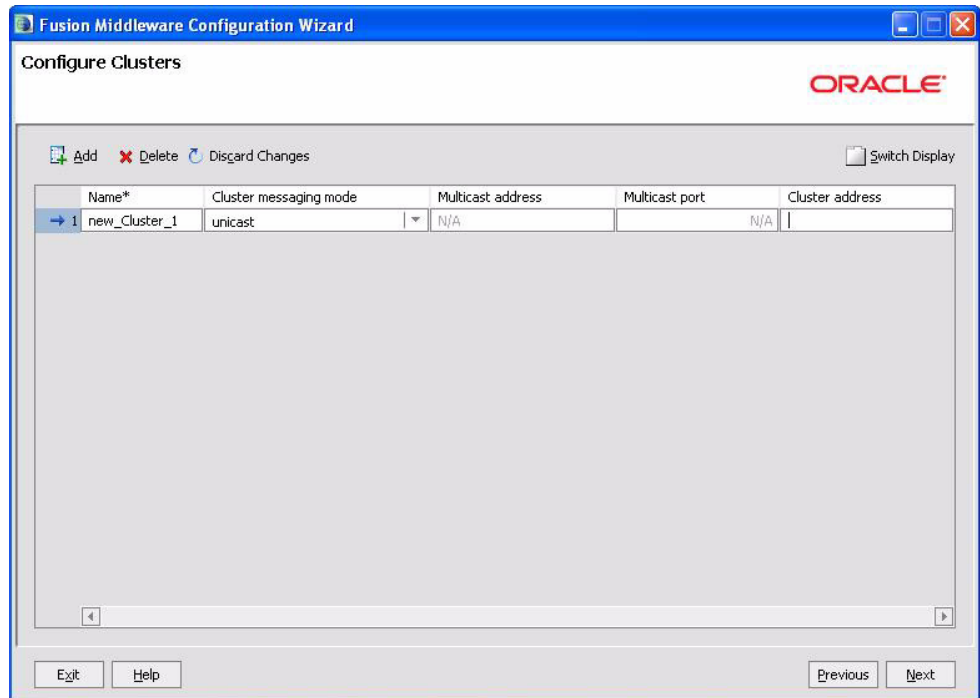 Fusion Middleware Configuration Wizard
Configure Clusters
ORACLE
Add Delete Discard Changes Switch Display
Name* Cluster messaging mode Multicast address Multicast port Cluster address
1 new_Cluster_1 unicast N/A N/A
Exit Help Previous Next